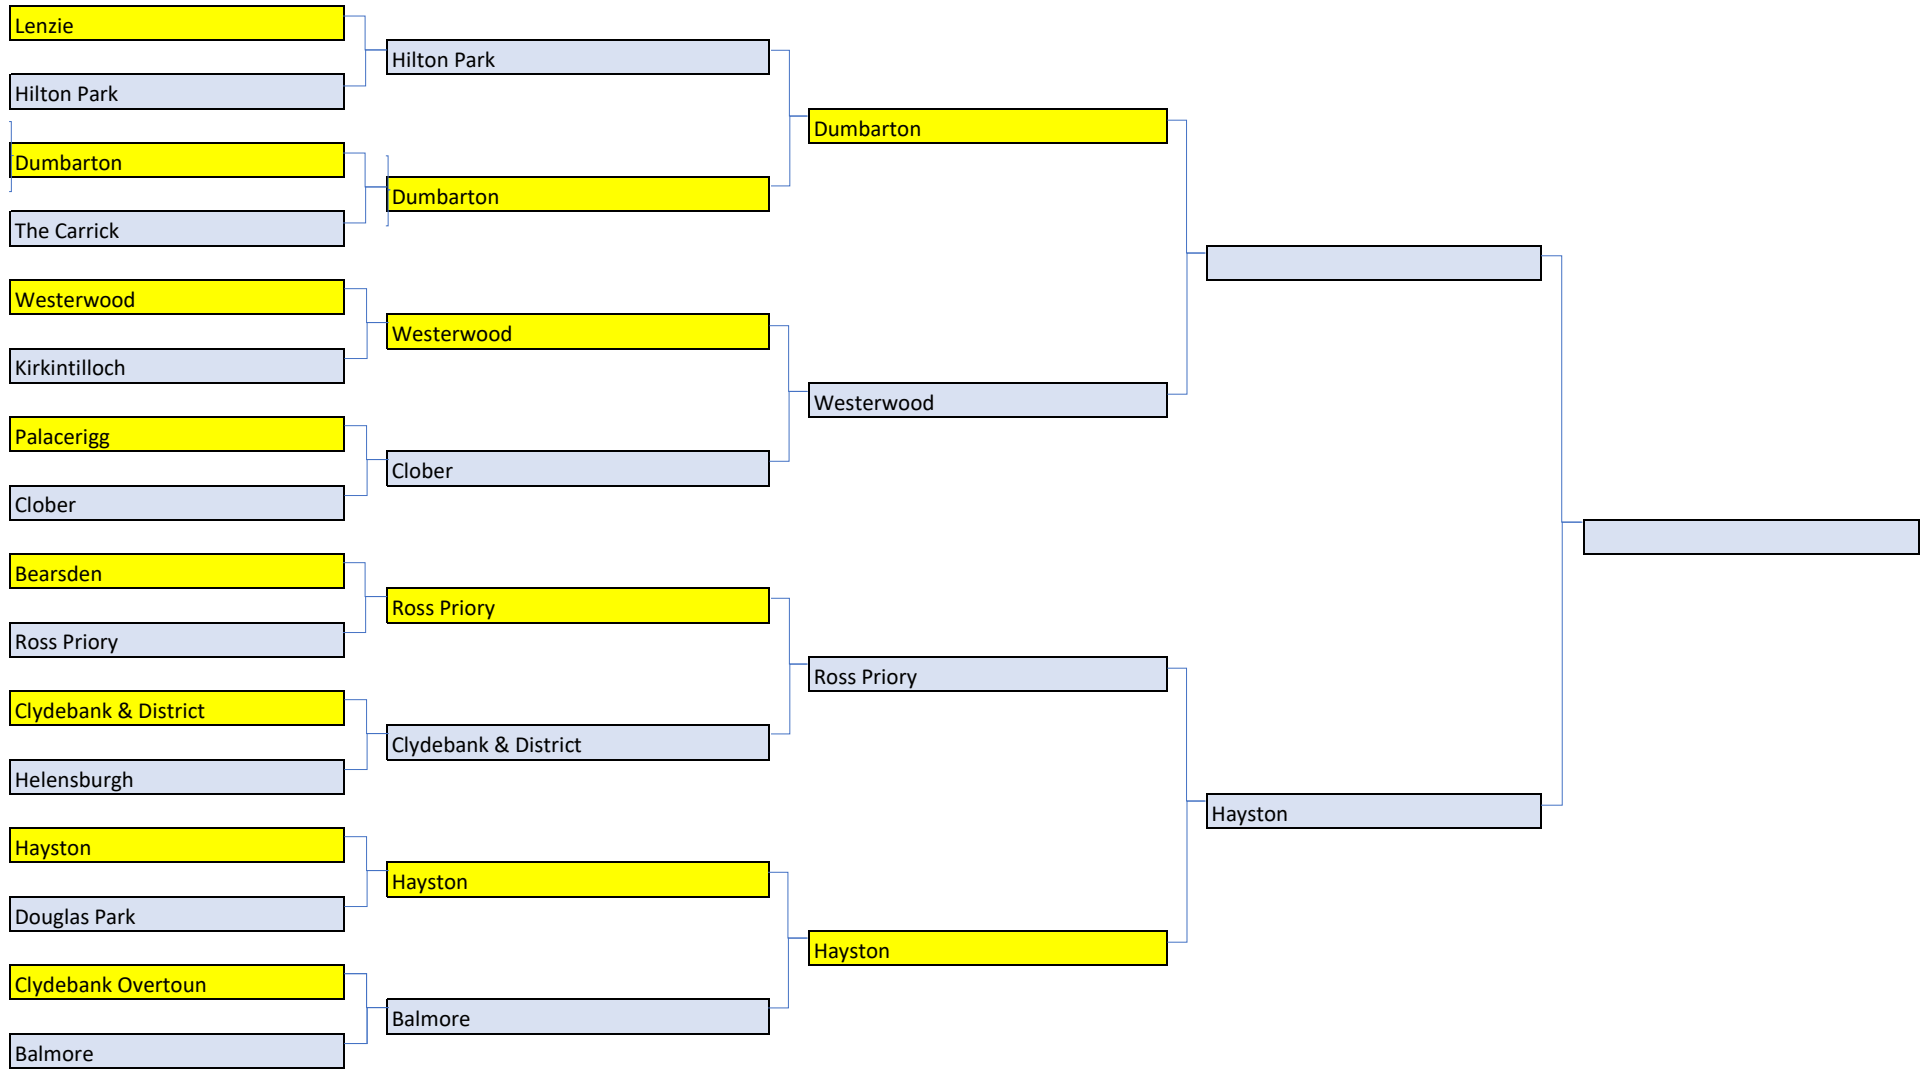 Lenzie
Hilton Park
Dumbarton
The Carrick
Westerwood
Kirkintilloch
Palacerigg
Clober
Bearsden
Ross Priory
Clydebank & District
Helensburgh
Hayston
Douglas Park
Clydebank Overtoun
Balmore
Hilton Park
Dumbarton
Westerwood
Clober
Ross Priory
Clydebank & District
Hayston
Balmore
Dumbarton
Westerwood
Ross Priory
Hayston
Hayston